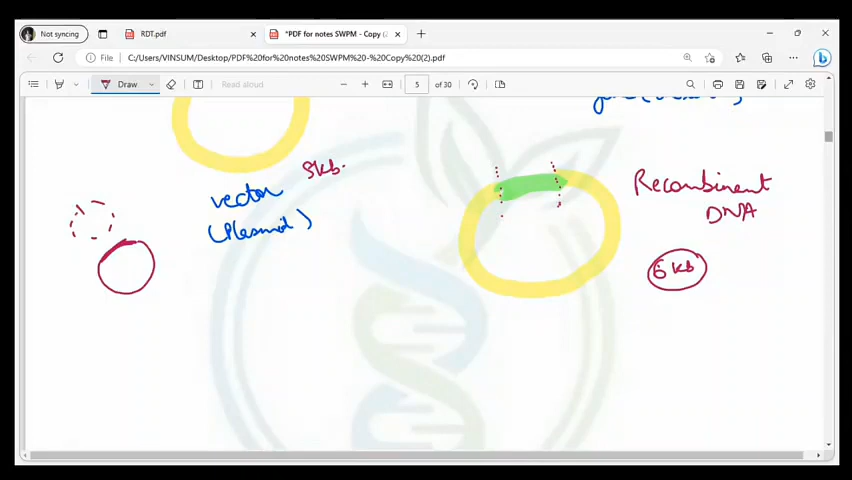 Not syncing
RDT.pdf
"PDF for notes SWPM - Copy (
File
C:/Users/VINSUM/Desktop/PDF%20for%20notes%20SWPM%20-%20Copy%20(2).pdf
Draw
Read aloud
5
of 30
5kb.
vector
(Plasmid)
Recombinent
DNA
6 kb